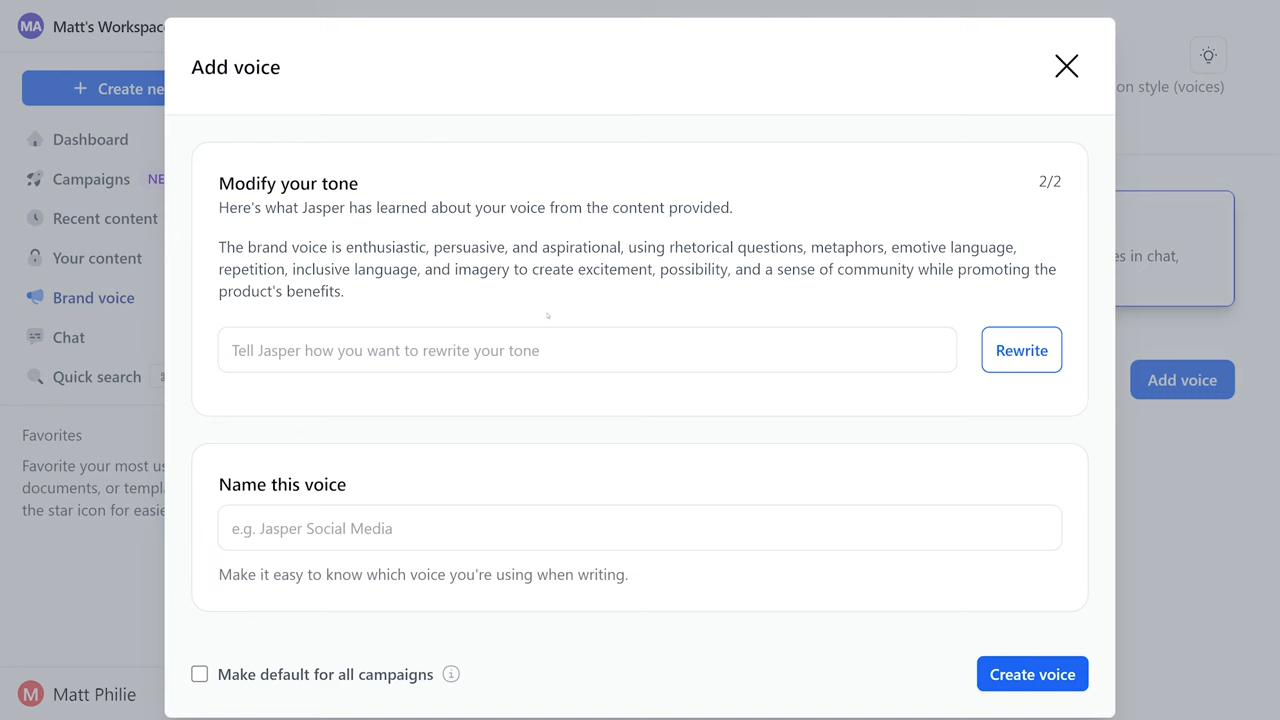 MA Matt's Workspac
+ Create ne
Dashboard
Campaigns NE
Recent content
Your content
Brand voice
Chat
Quick search
Favorites
Favorite your most us
documents, or templ
the star icon for easie
M Matt Philie
Add voice
Modify your tone
2/2
Here's what Jasper has learned about your voice from the content provided.
The brand voice is enthusiastic, persuasive, and aspirational, using rhetorical questions, metaphors, emotive language,
repetition, inclusive language, and imagery to create excitement, possibility, and a sense of community while promoting the
product's benefits.
Tell Jasper how you want to rewrite your tone
Rewrite
Name this voice
e.g. Jasper Social Media
Make it easy to know which voice you're using when writing.
Make default for all campaigns
Create voice
on style (voices)
es in chat,
Add voice